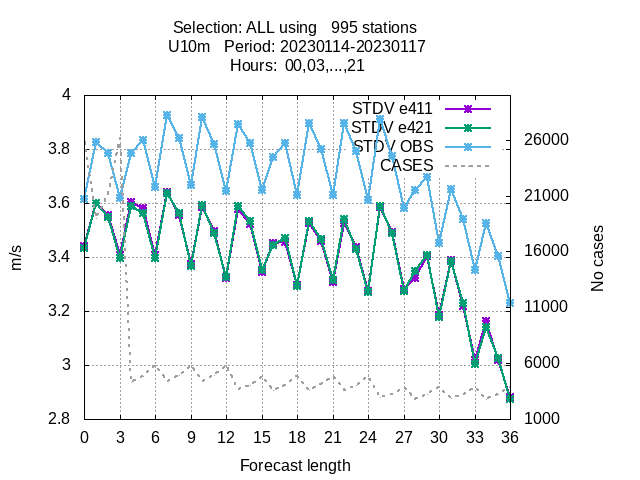 Selection: ALL using   995 stations
U10m   Period: 20230114-20230117
Hours:  00,03,...,21
4
3.8
3.6
3.4
3.2
3
2.8
m/s
STDV e411
STDV e421
STDV OBS
CASES
26000
21000
16000
11000
6000
1000
No cases
0 3 6 9 12 15 18 21 24 27 30 33 36
Forecast length